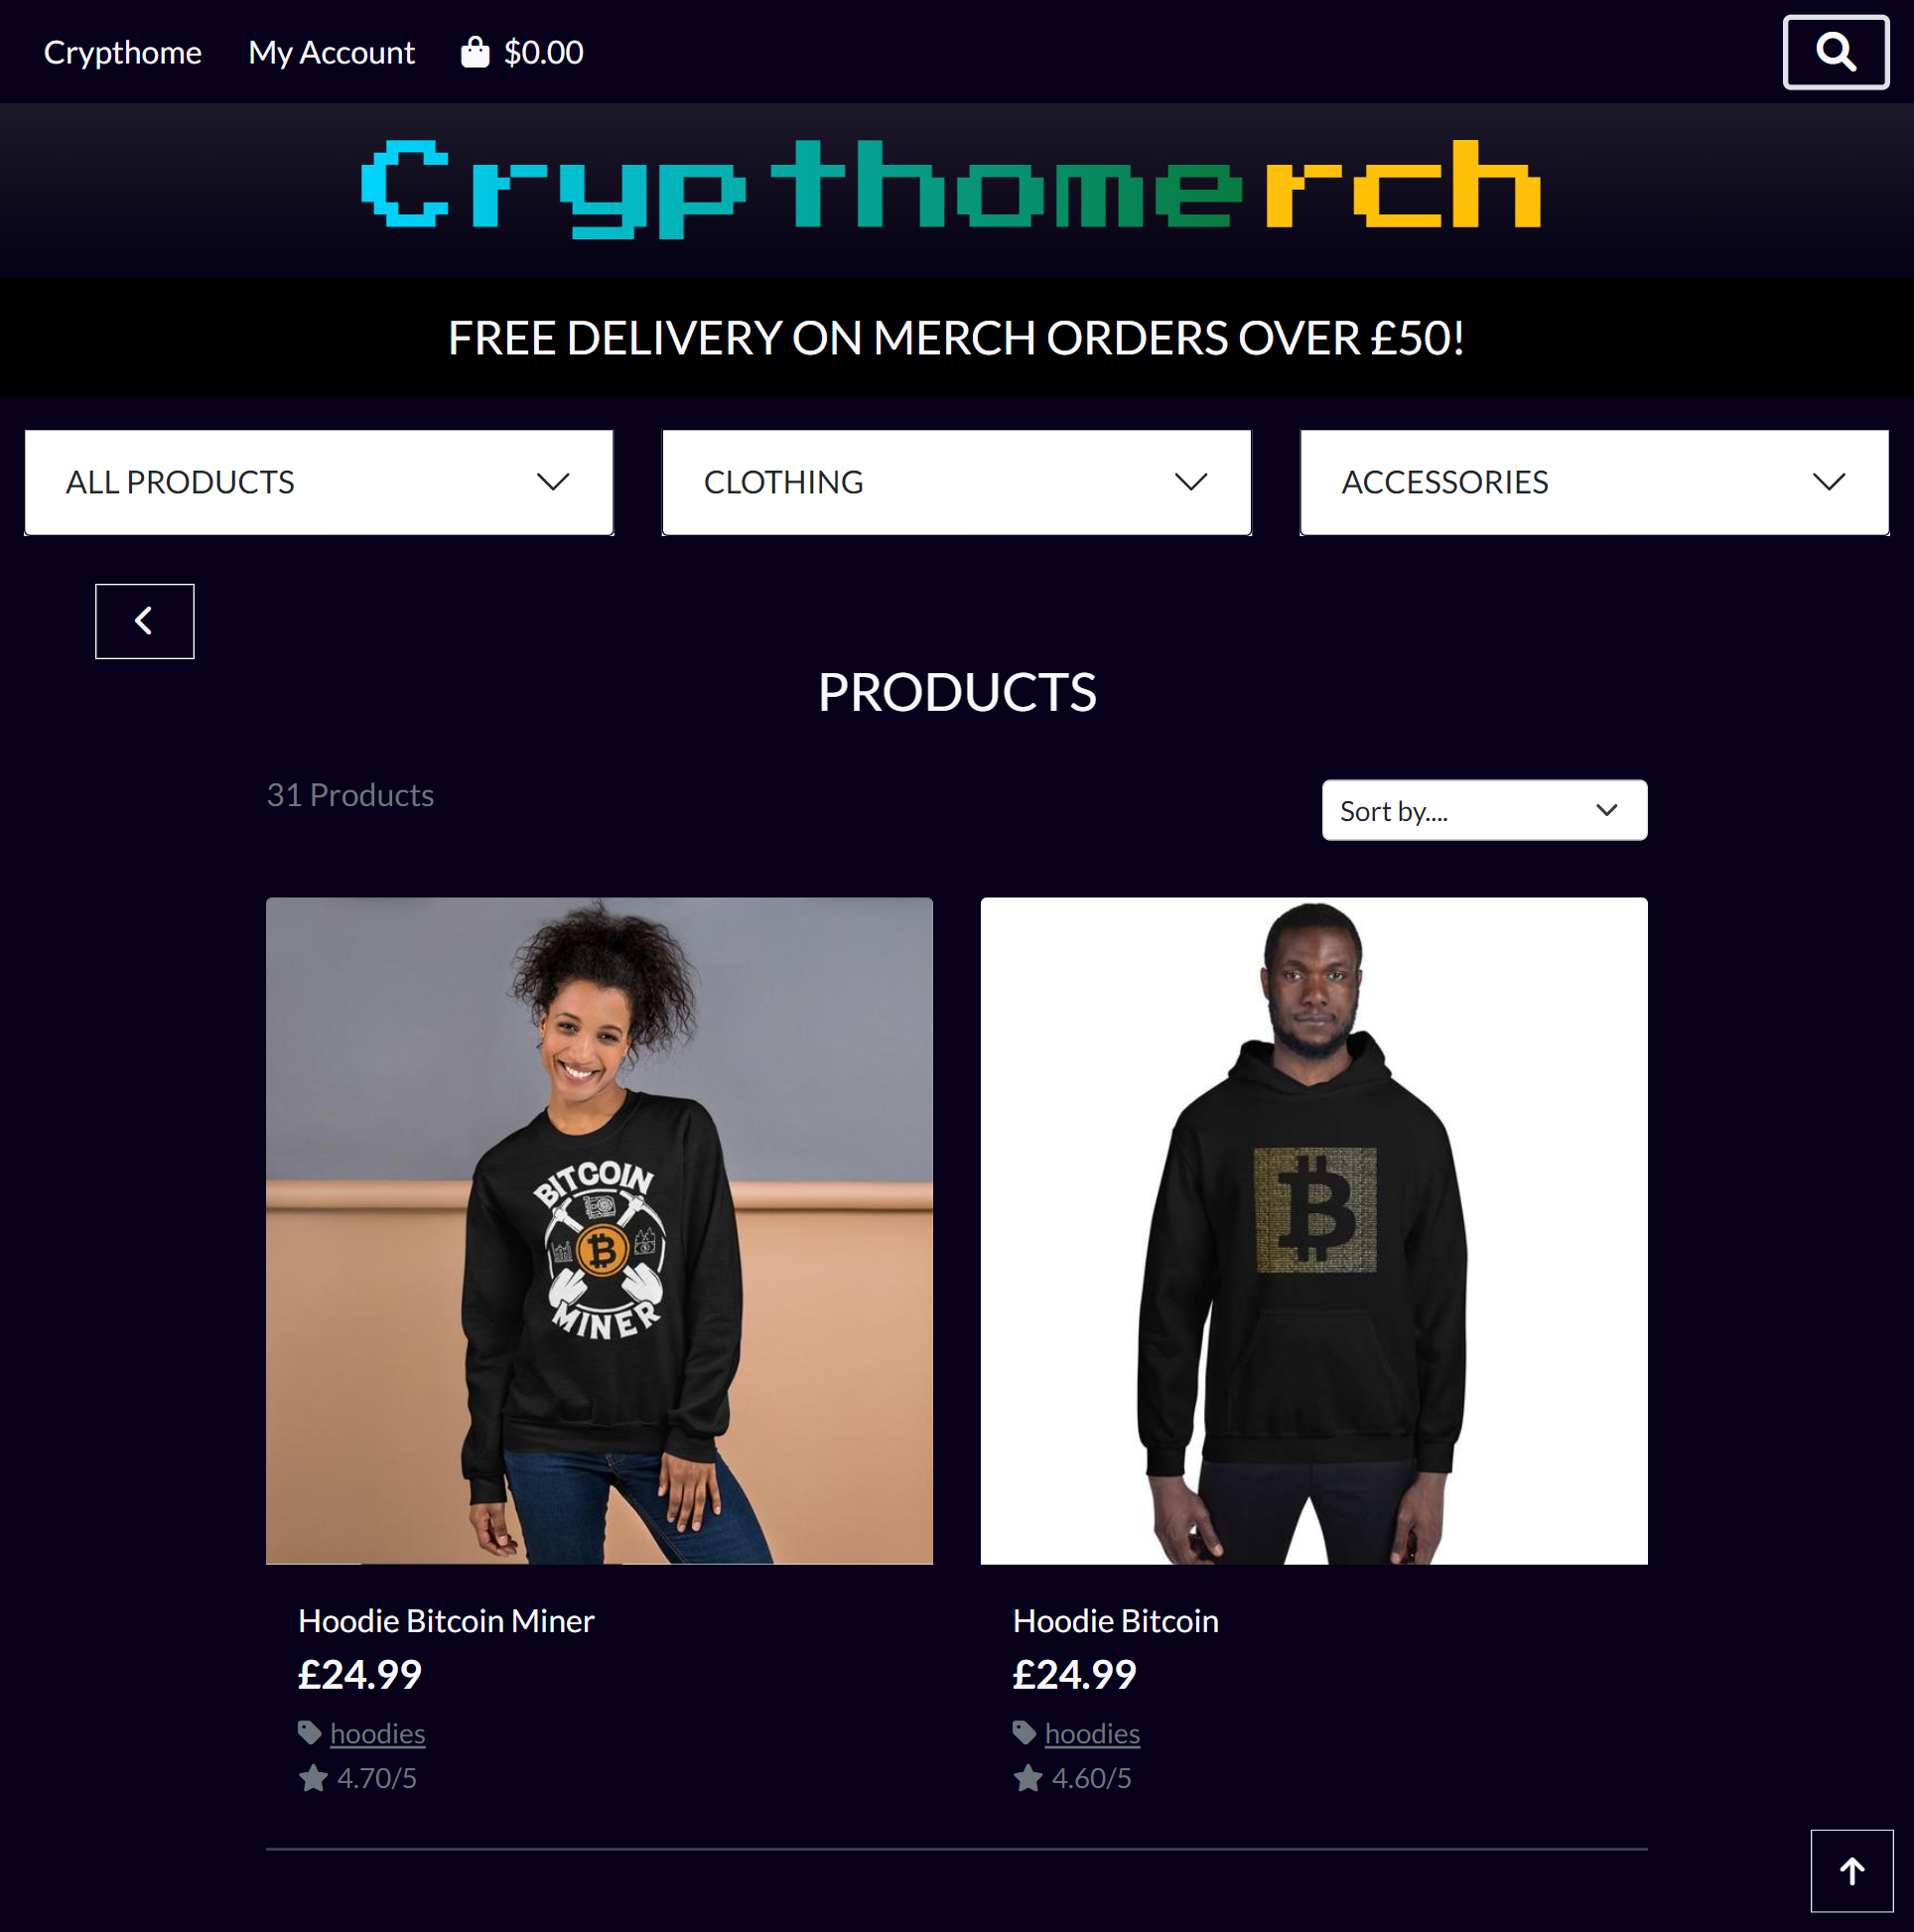 Crypthome My Account $0.00
Crypthomerch
FREE DELIVERY ON MERCH ORDERS OVER £50!
ALL PRODUCTS CLOTHING ACCESSORIES
PRODUCTS
31 Products
Sort by....
BITCOIN
MINER
Hoodie Bitcoin Miner
£24.99
hoodies
4.70/5
Hoodie Bitcoin
£24.99
hoodies
4.60/5